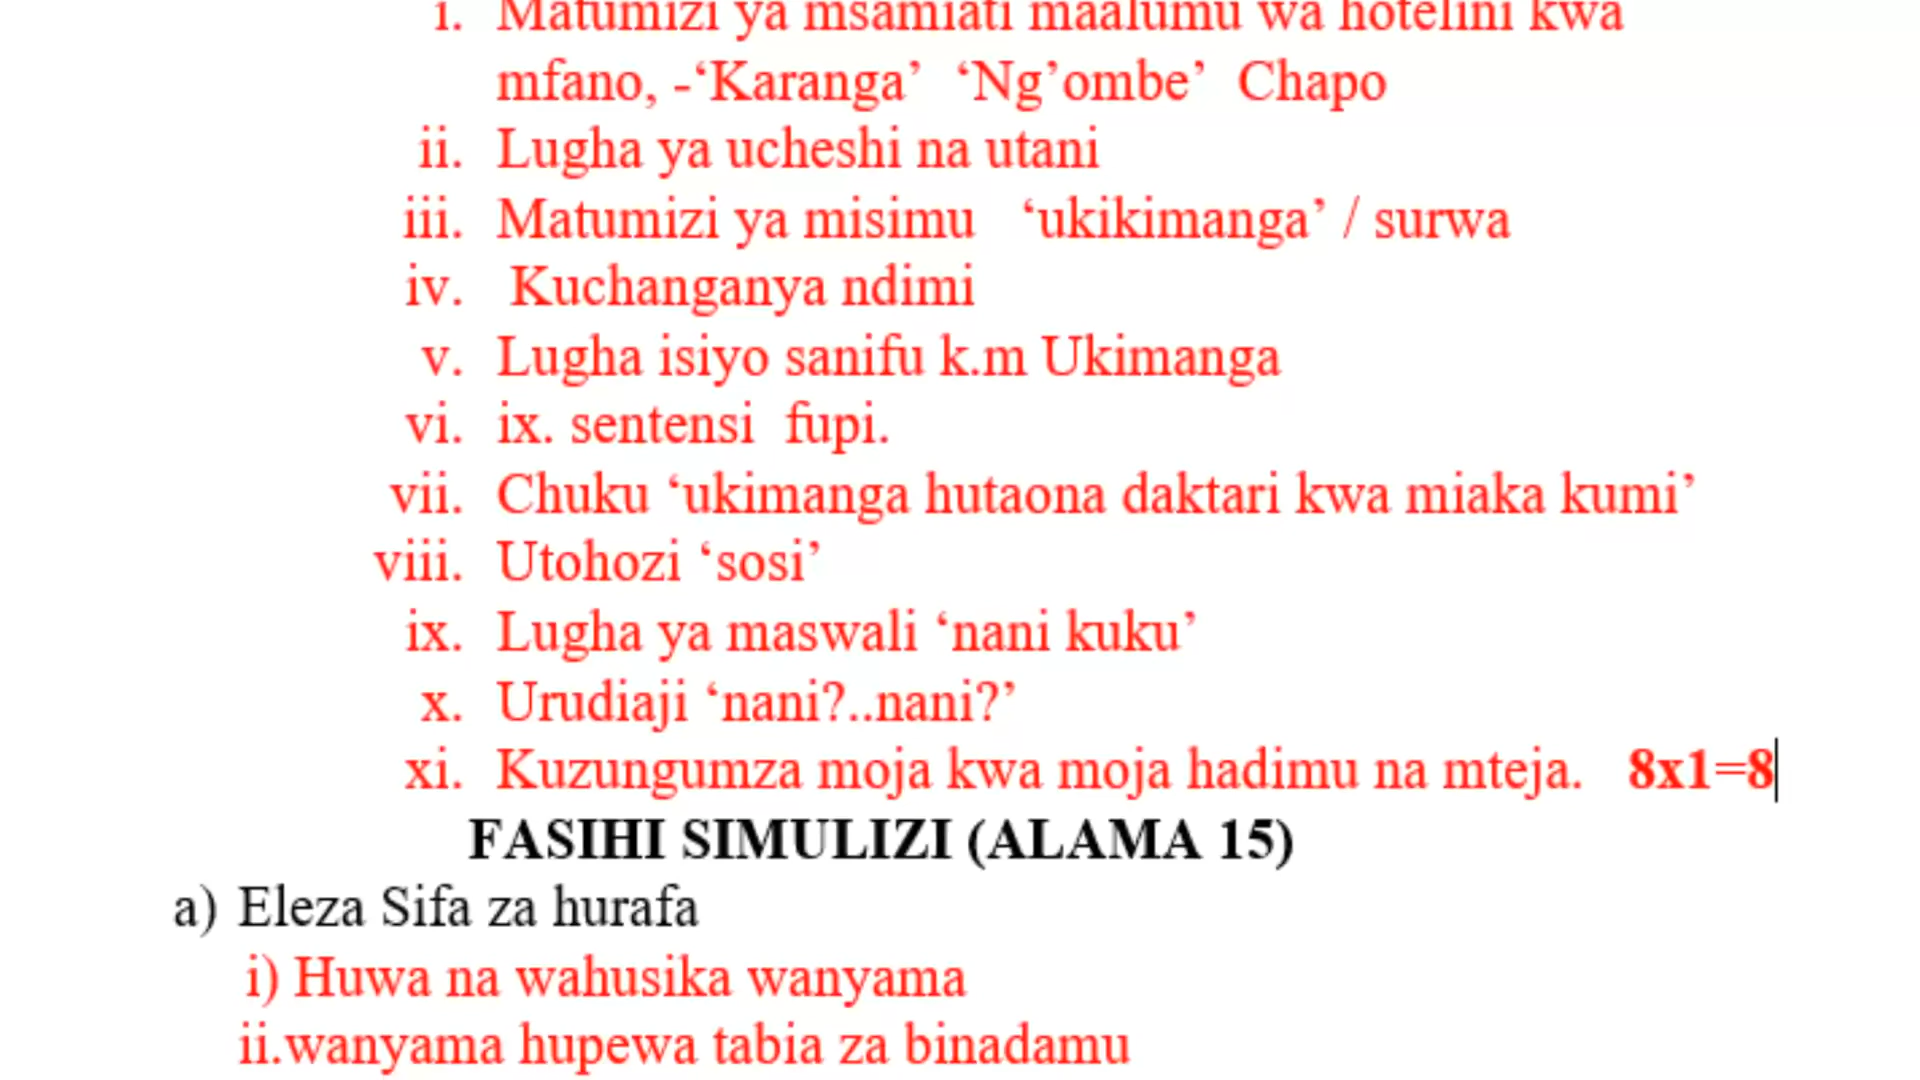 i. Matumizi ya msamiati maalumu wa hotelini kwa
mfano, -‘Karanga’ ‘Ng’ombe’ Chapo
ii. Lugha ya ucheshi na utani
iii. Matumizi ya misimu ‘ukikimanga’ / surwa
iv. Kuchanganya ndimi
v. Lugha isiyo sanifu k.m Ukimanga
vi. ix. sentensi fupi.
vii. Chuku ‘ukimanga hutaona daktari kwa miaka kumi’
viii. Utohozi ‘sosi’
ix. Lugha ya maswali ‘nani kuku’
x. Urudiaji ‘nani?..nani?’
xi. Kuzungumza moja kwa moja hadimu na mteja. 8x1=8
FASIHI SIMULIZI (ALAMA 15)
a) Eleza Sifa za hurafa
i) Huwa na wahusika wanyama
ii.wanyama hupewa tabia za binadamu